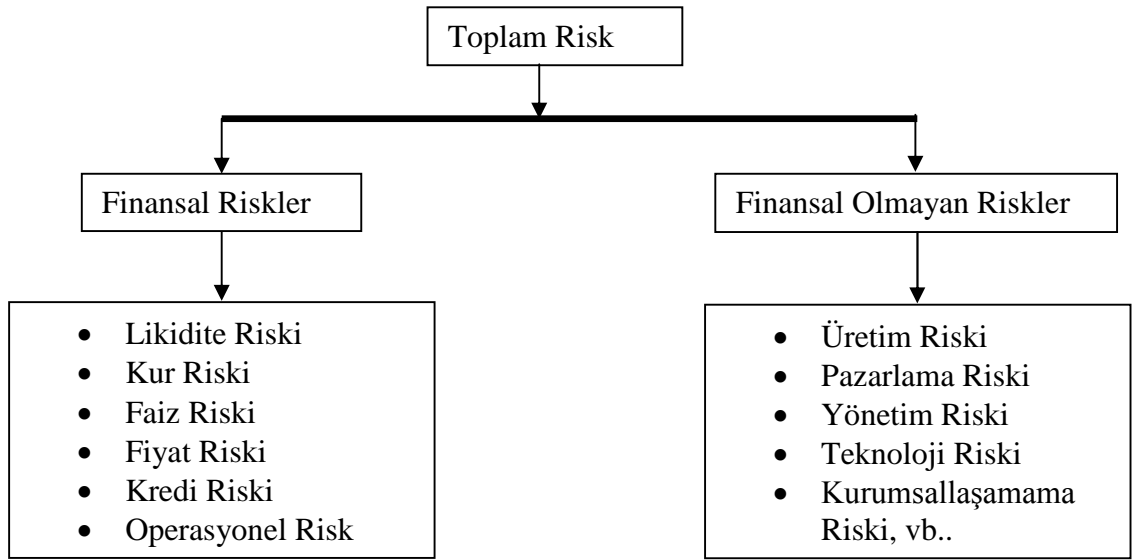 Toplam Risk
Finansal Riskler
Finansal Olmayan Riskler
• Likidite Riski
• Kur Riski
• Faiz Riski
• Fiyat Riski
• Kredi Riski
• Operasyonel Risk
• Üretim Riski
• Pazarlama Riski
• Yönetim Riski
• Teknoloji Riski
• Kurumsallaşamama
Riski, vb..